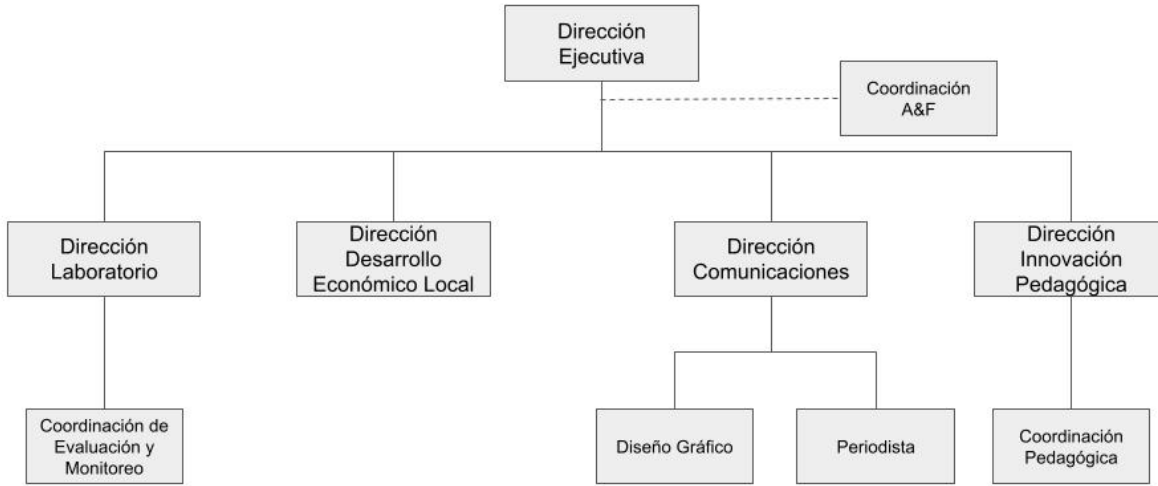 Dirección
Ejecutiva
Coordinación
A&F
Dirección
Laboratorio
Dirección
Desarrollo
Económico Local
Dirección
Comunicaciones
Dirección
Innovación
Pedagógica
Coordinación de
Evaluación y
Monitoreo
Diseño Gráfico
Periodista
Coordinación
Pedagógica